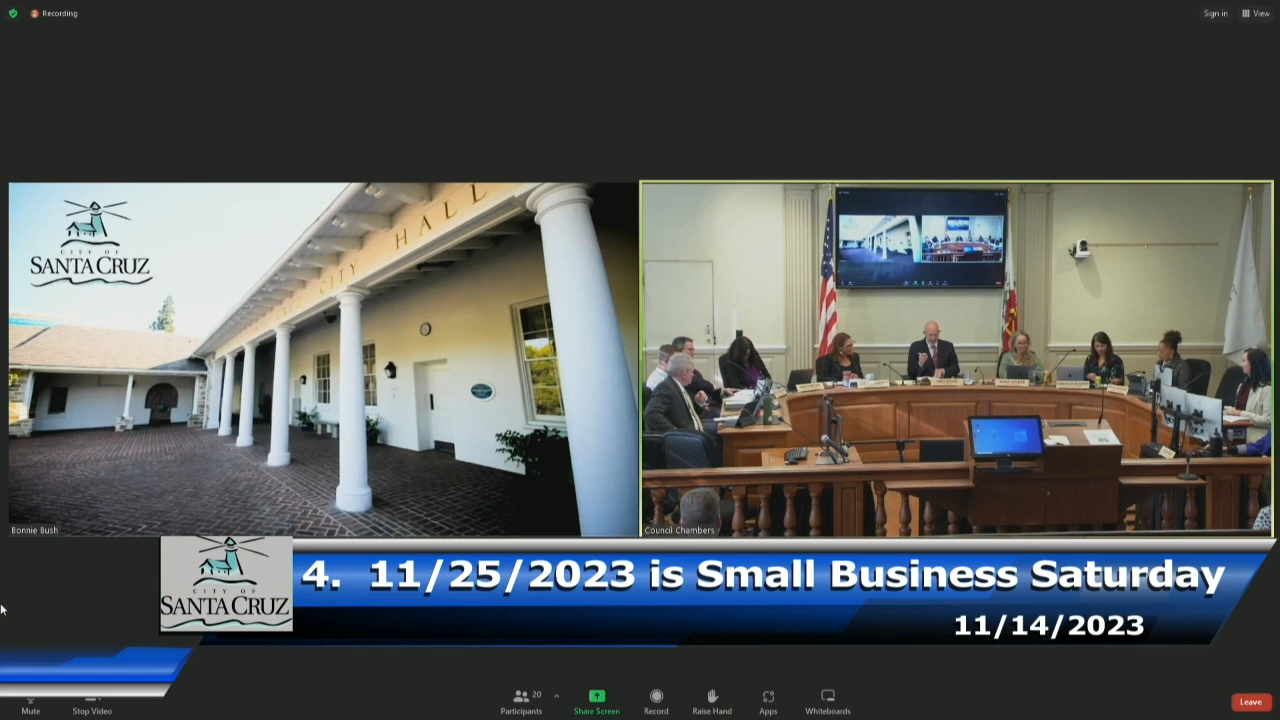 Recording
Sign in
View
CITY OF
SANTA CRUZ
CITY HALL
Bonnie Bush
Council Chambers
CITY OF
SANTA CRUZ
4. 11/25/2023 is Small Business Saturday
11/14/2023
Mute
Stop Video
Participants
20
Share Screen
Record
Raise Hand
Apps
Whiteboards
Leave